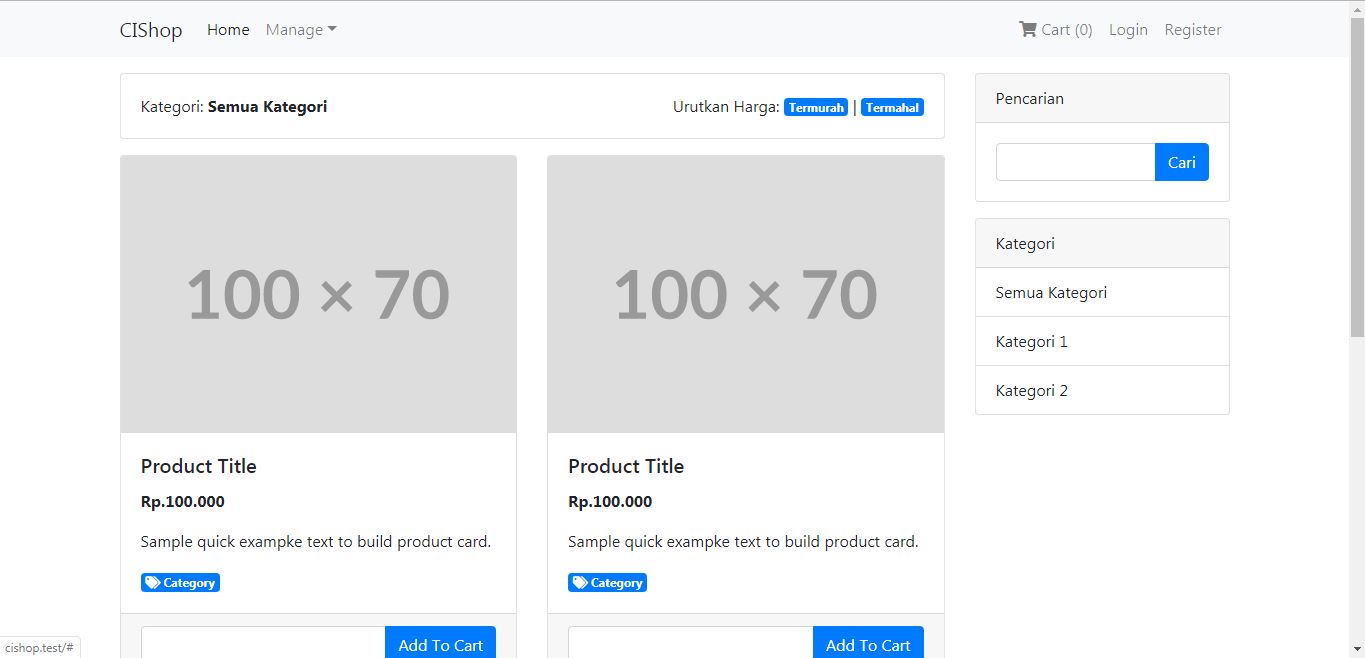 CIShop Home Manage Cart (0) Login Register
Kategori: Semua Kategori Urutkan Harga: Termurah | Termahal
100 × 70
Product Title
Rp.100.000
Sample quick exampke text to build product card.
Category
Add To Cart
100 × 70
Product Title
Rp.100.000
Sample quick exampke text to build product card.
Category
Add To Cart
Pencarian
Cari
Kategori
Semua Kategori
Kategori 1
Kategori 2
cishop.test/#